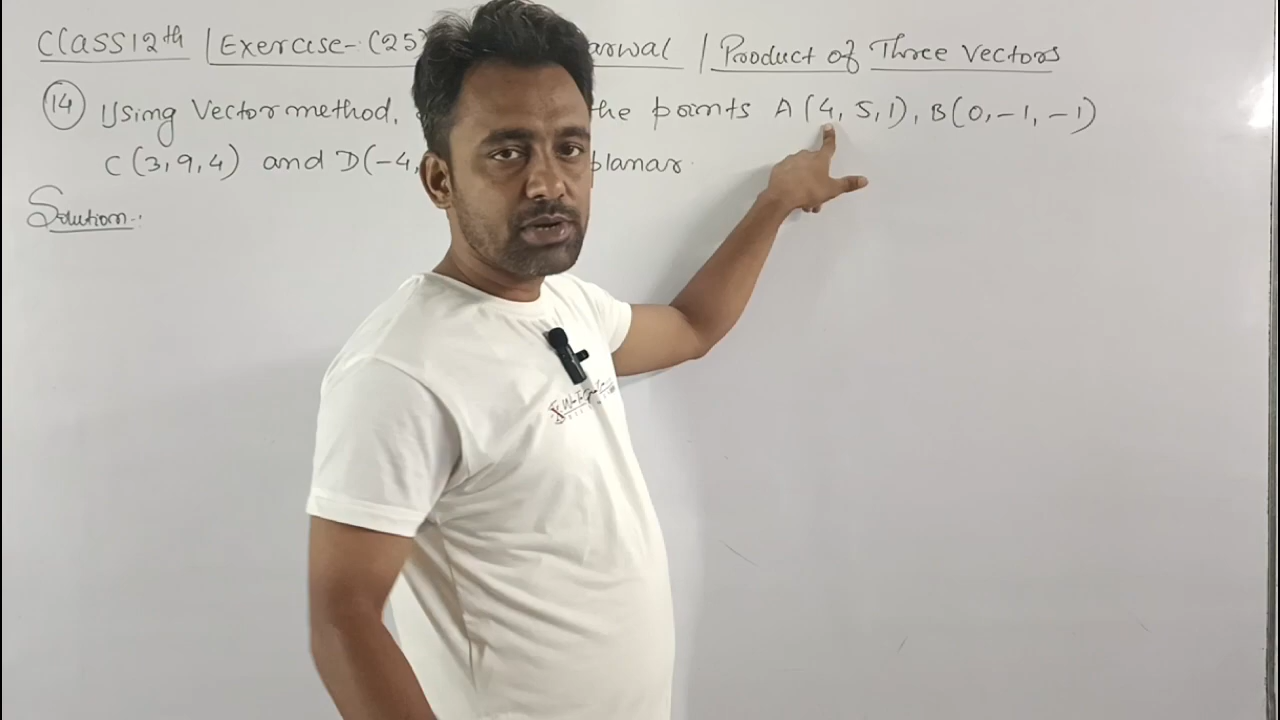 Class 12th | Exercise-(25) arwal | Product of Three Vectors
14 Using Vector method, the points A(4, 5, 1), B(0, -1, -1)
C(3, 9, 4) and D(-4, planar
Solution: